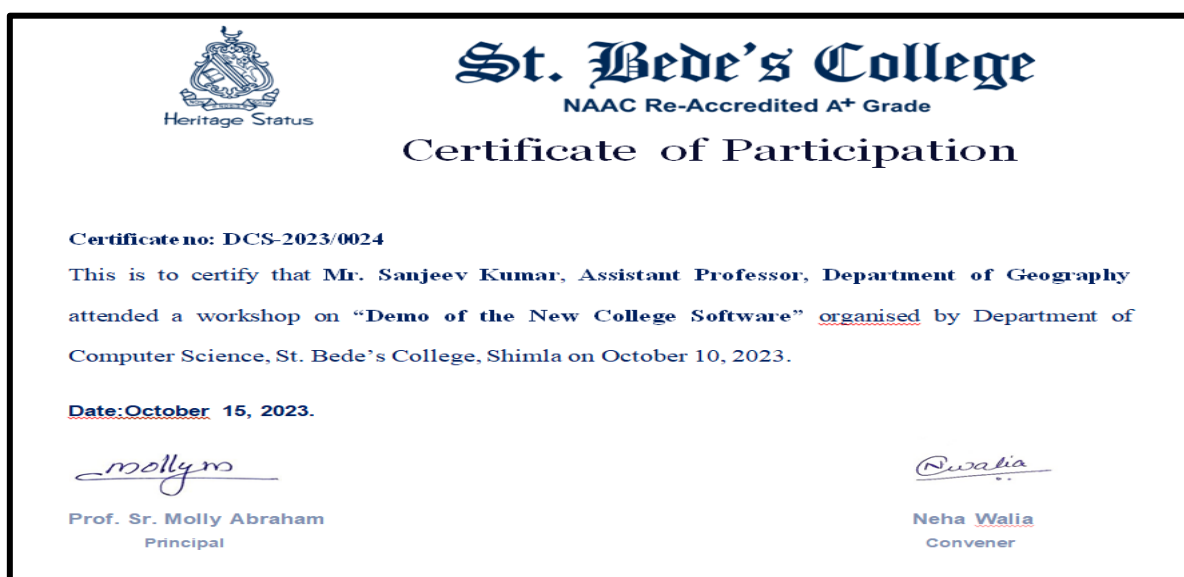 St. Bede's College
NAAC Re-Accredited A+ Grade
Heritage Status
Certificate of Participation
Certificate no: DCS-2023/0024
This is to certify that Mr. Sanjeev Kumar, Assistant Professor, Department of Geography
attended a workshop on “Demo of the New College Software” organised by Department of
Computer Science, St. Bede’s College, Shimla on October 10, 2023.
Date:October 15, 2023.
mollym
Nwalia
Prof. Sr. Molly Abraham
Neha Walia
Principal
Convener